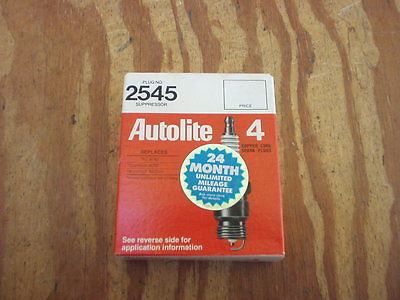 PLUG NO.
2545
SUPPRESSOR
PRICE
Autolite 4
COPPER CORE
SPARK PLUGS
REPLACES
24
MONTH
UNLIMITED
MILEAGE
GUARANTEE
See reverse side for
application information